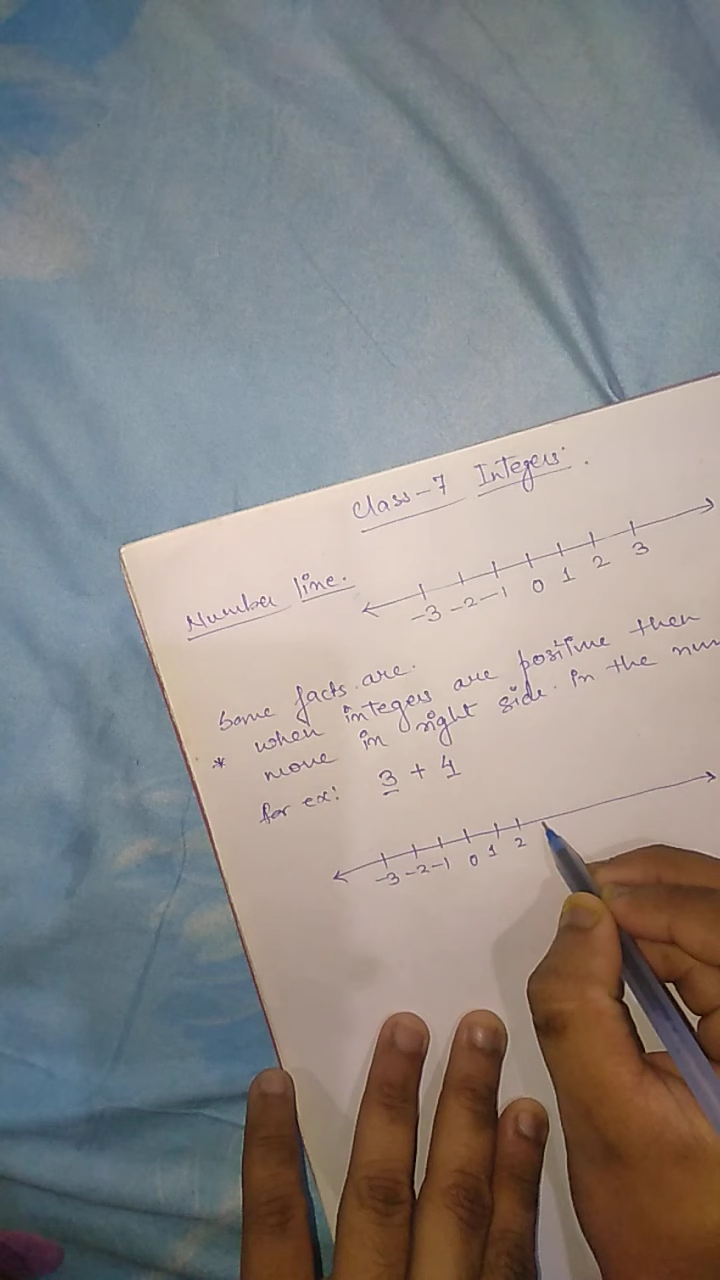 Class-7 Integers.
Number line.
-3 -2 -1 0 1 2 3
Some facts are.
* when integers are positive then
move in right side. in the num
for ex: 3 + 4
-3 -2 -1 0 1 2